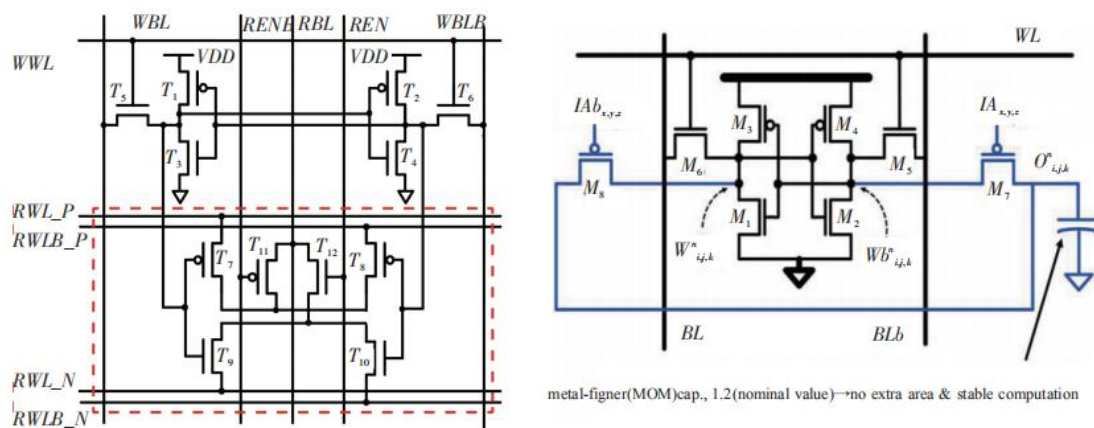 WBL RENB RBL REN WBLB
WWL
VDD VDD
T1 T2
T5 T6
T3 T4
RWL_P
RWLB_P
T7 T11 T12 T8
T9 T10
RWL_N
RWLB_N
WL
IAb x,y,z IA x,y,z
M3 M4
M6 M5
O^n i,j,k
M8 M7
M1 M2
W^n i,j,k Wb^n i,j,k
BL BLb
metal-figner(MOM)cap., 1.2(nominal value)→no extra area & stable computation